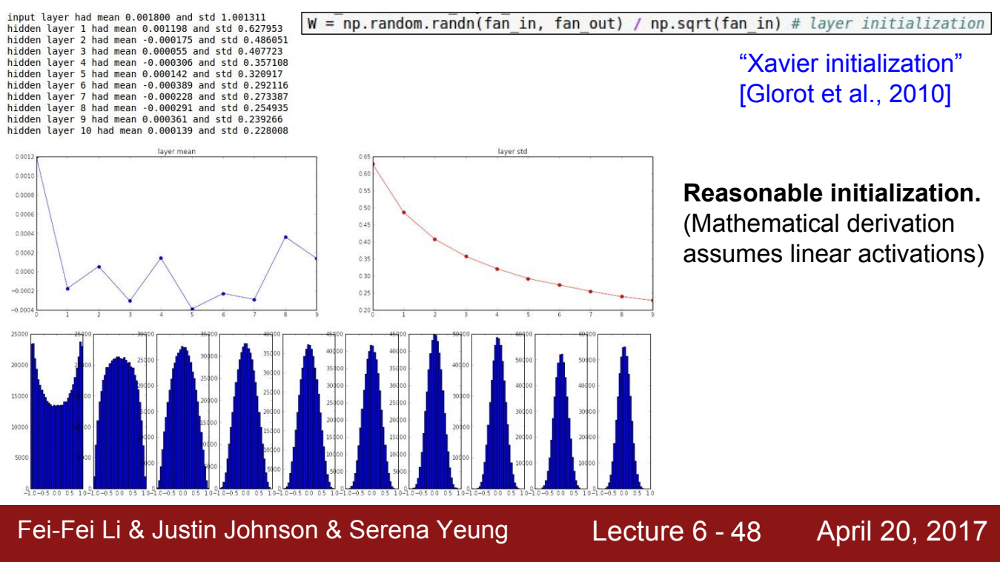 input layer had mean 0.001800 and std 1.001311
hidden layer 1 had mean 0.001198 and std 0.627953
hidden layer 2 had mean -0.000175 and std 0.486051
hidden layer 3 had mean 0.000055 and std 0.407723
hidden layer 4 had mean -0.000306 and std 0.357108
hidden layer 5 had mean 0.000142 and std 0.320917
hidden layer 6 had mean -0.000389 and std 0.292116
hidden layer 7 had mean -0.000228 and std 0.273387
hidden layer 8 had mean -0.000291 and std 0.254935
hidden layer 9 had mean 0.000361 and std 0.239266
hidden layer 10 had mean 0.000139 and std 0.228008
W = np.random.randn(fan_in, fan_out) / np.sqrt(fan_in) # layer initialization
“Xavier initialization”
[Glorot et al., 2010]
Reasonable initialization.
(Mathematical derivation
assumes linear activations)
layer mean
0.0012
0.0010
0.0008
0.0006
0.0004
0.0002
0.0000
−0.0002
−0.0004
0 1 2 3 4 5 6 7 8 9
layer std
0.65
0.60
0.55
0.50
0.45
0.40
0.35
0.30
0.25
0.20
0 1 2 3 4 5 6 7 8 9
25000
20000
15000
10000
5000
0
Fei-Fei Li & Justin Johnson & Serena Yeung
Lecture 6 - 48
April 20, 2017